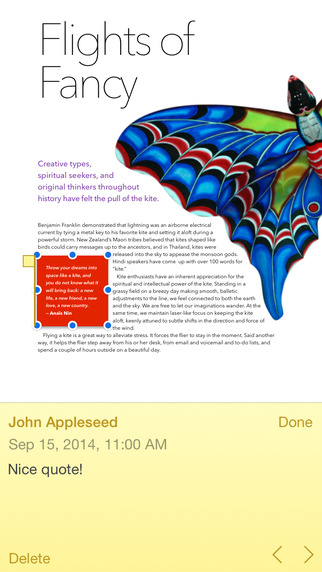 Flights of
Fancy
Creative types,
spiritual seekers, and
original thinkers throughout
history have felt the pull of the kite.
Benjamin Franklin demonstrated that lightning was an airborne electrical
current by tying a metal key to his favorite kite and setting it aloft during a
powerful storm. New Zealand's Maori tribes believed that kites shaped like
birds could carry messages up to the ancestors, and in Thailand, kites were
released into the sky to appease the monsoon gods.
Hindi speakers have come up with over 100 words for
"kite."
Kite enthusiasts have an inherent appreciation for the
spiritual and intellectual power of the kite. Standing in a
grassy field on a breezy day making smooth, balletic
adjustments to the line, we feel connected to both the earth
and the sky. We are free to let our imaginations wander. At the
same time, we maintain laser-like focus on keeping the kite
aloft, keenly attuned to subtle shifts in the direction and force of
the wind.
Throw your dreams into
space like a kite, and
you do not know what it
will bring back: a new
life, a new friend, a new
love, a new country.
– Anaïs Nin
Flying a kite is a great way to alleviate stress. It forces the flier to stay in the moment. Said another
way, it helps the flier step away from his or her desk, from email and voicemail and to-do lists, and
spend a couple of hours outside on a beautiful day.
John Appleseed
Done
Sep 15, 2014, 11:00 AM
Nice quote!
Delete